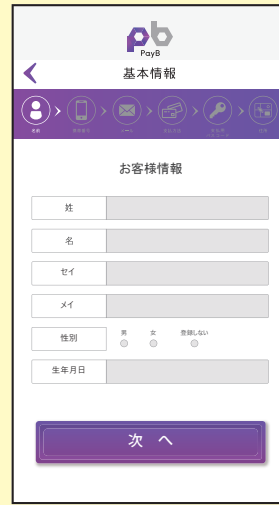 PayB
基本情報
名前
お客様情報
姓
名
セイ
メイ
性別 男 女 登録しない
生年月日
次 へ